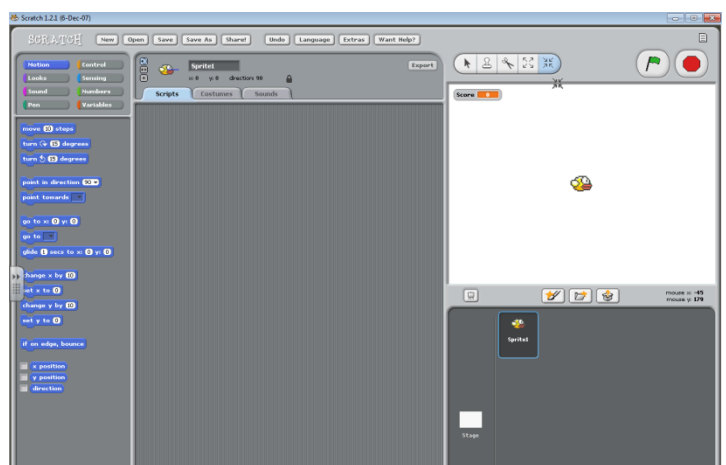 Scratch 1.2.1 (6-Dec-07)
SCRATCH New Open Save Save As Share! Undo Language Extras Want Help?
Motion Control
Looks Sensing
Sound Numbers
Pen Variables
Sprite1 Export
x: 0 y: 0 direction: 90
Scripts Costumes Sounds
Score 0
move 10 steps
turn 15 degrees
turn 15 degrees
point in direction 90
point towards
go to x: 0 y: 0
go to
glide 1 secs to x: 0 y: 0
change x by 10
set x to 0
change y by 10
set y to 0
if on edge, bounce
x position
y position
direction
mouse x: -45
mouse y: 179
Sprite1
Stage